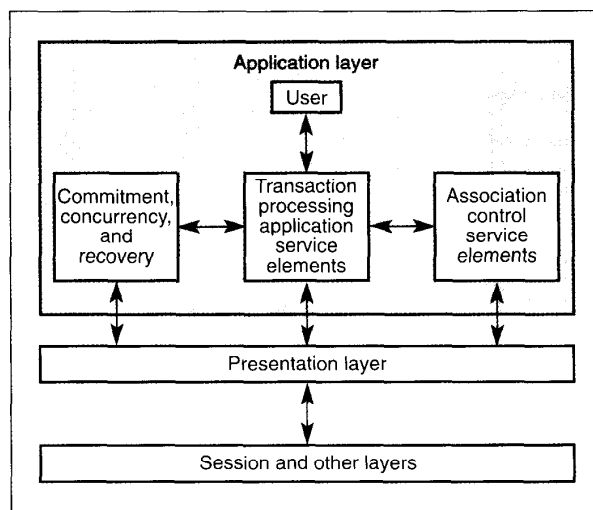 Application layer
User
Commitment,
concurrency,
and
recovery
Transaction
processing
application
service
elements
Association
control
service
elements
Presentation layer
Session and other layers